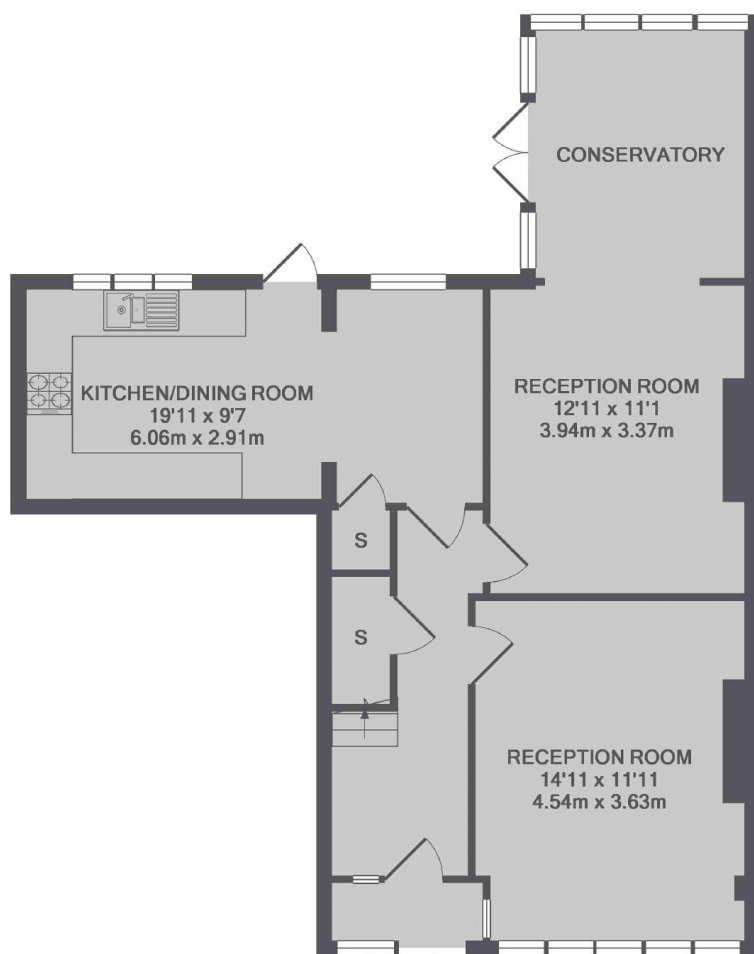 CONSERVATORY
KITCHEN/DINING ROOM
19'11 x 9'7
6.06m x 2.91m
RECEPTION ROOM
12'11 x 11'1
3.94m x 3.37m
S
S
RECEPTION ROOM
14'11 x 11'11
4.54m x 3.63m